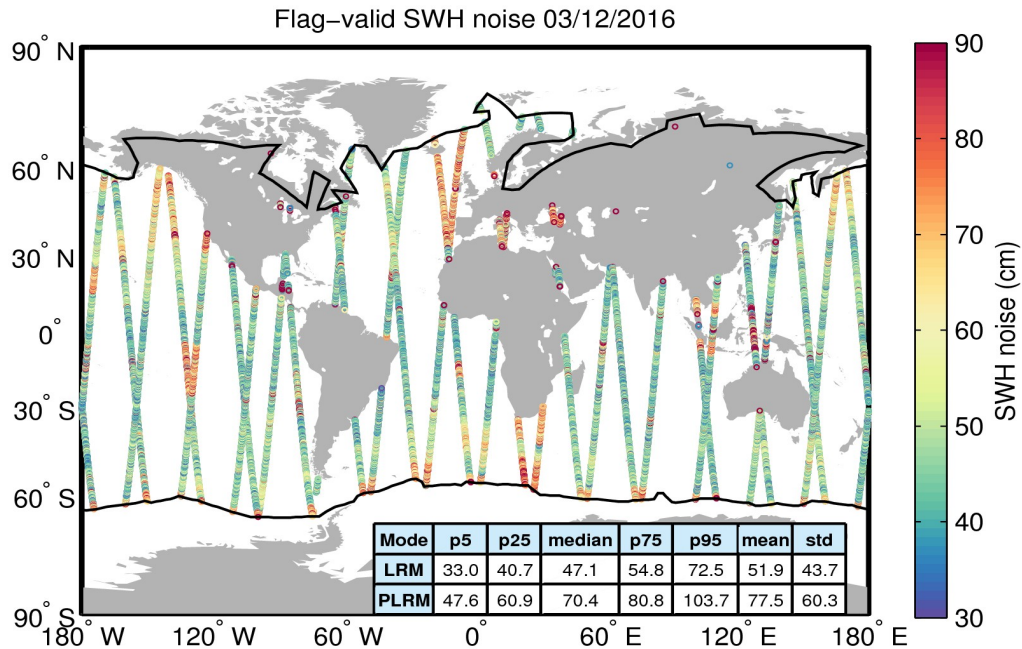 Flag−valid SWH noise 03/12/2016
90° N
60° N
30° N
0°
30° S
60° S
90° S
180° W
120° W
60° W
0°
60° E
120° E
180° E
Mode p5 p25 median p75 p95 mean std
LRM 33.0 40.7 47.1 54.8 72.5 51.9 43.7
PLRM 47.6 60.9 70.4 80.8 103.7 77.5 60.3
90
80
70
60
50
40
30
SWH noise (cm)